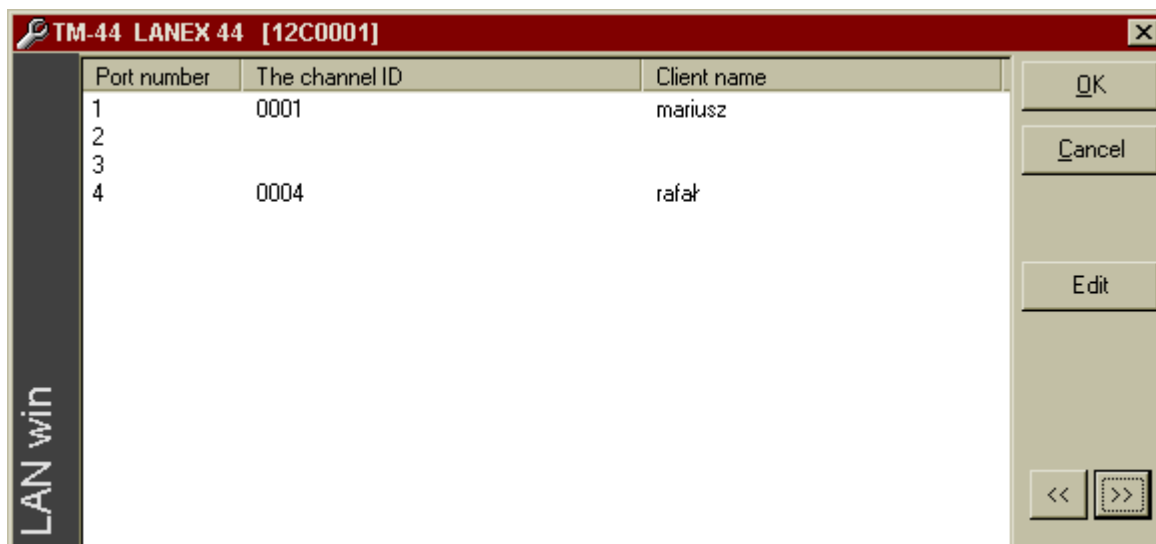 TM-44 LANEX 44 [12C0001]
Port number The channel ID Client name
1 0001 mariusz
2
3
4 0004 rafał
OK
Cancel
Edit
<< >>
LAN win